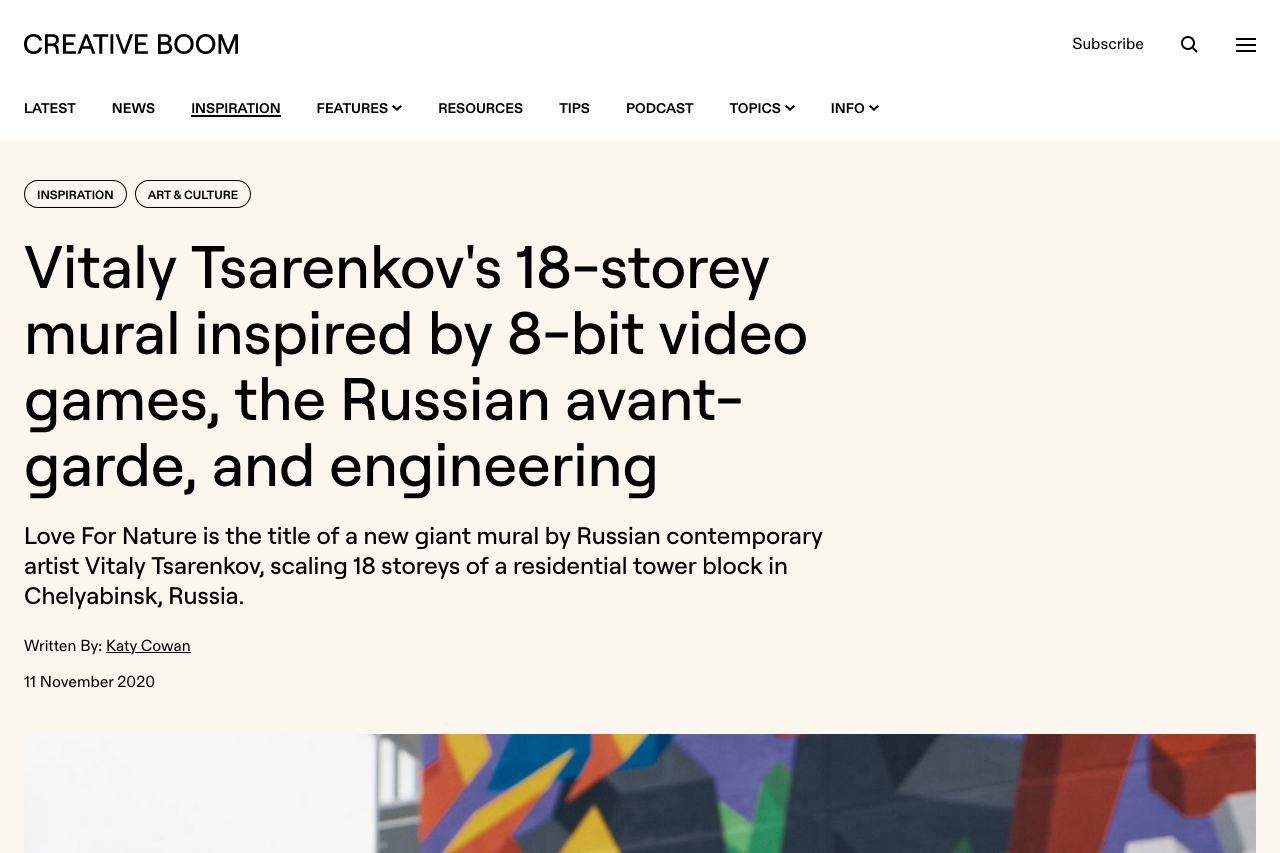 CREATIVE BOOM
Subscribe
LATEST NEWS INSPIRATION FEATURES RESOURCES TIPS PODCAST TOPICS INFO
INSPIRATION ART & CULTURE
Vitaly Tsarenkov's 18-storey
mural inspired by 8-bit video
games, the Russian avant-
garde, and engineering
Love For Nature is the title of a new giant mural by Russian contemporary
artist Vitaly Tsarenkov, scaling 18 storeys of a residential tower block in
Chelyabinsk, Russia.
Written By: Katy Cowan
11 November 2020